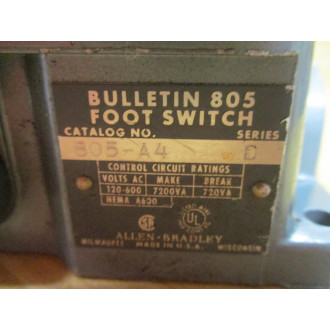 BULLETIN 805
FOOT SWITCH
CATALOG NO. SERIES
805-A4 C
CONTROL CIRCUIT RATINGS
VOLTS AC MAKE BREAK
120-600 7200VA 720VA
NEMA A600
UL
ALLEN-BRADLEY
MILWAUKEE MADE IN U.S.A. WISCONSIN